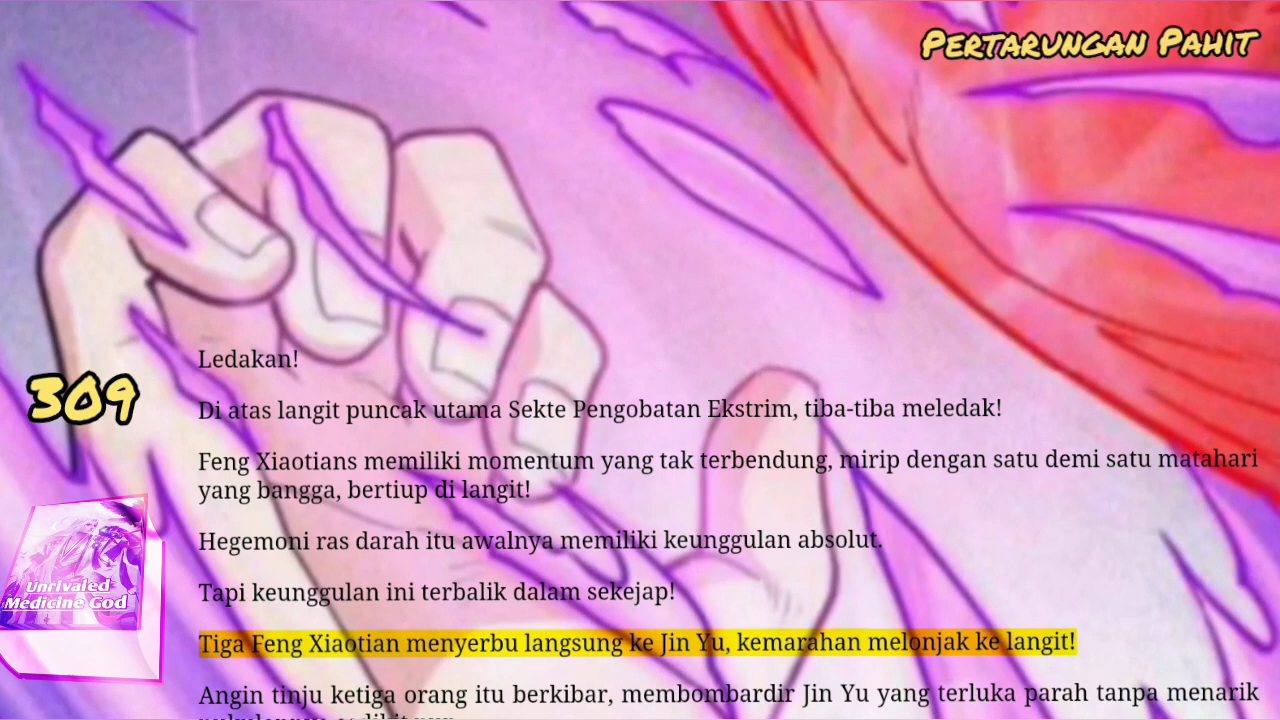 Pertarungan Pahit
309
Ledakan!
Di atas langit puncak utama Sekte Pengobatan Ekstrim, tiba-tiba meledak!
Feng Xiaotians memiliki momentum yang tak terbendung, mirip dengan satu demi satu matahari
yang bangga, bertiup di langit!
Hegemoni ras darah itu awalnya memiliki keunggulan absolut.
Tapi keunggulan ini terbalik dalam sekejap!
Unrivaled
Medicine God
Tiga Feng Xiaotian menyerbu langsung ke Jin Yu, kemarahan melonjak ke langit!
Angin tinju ketiga orang itu berkibar, membombardir Jin Yu yang terluka parah tanpa menarik